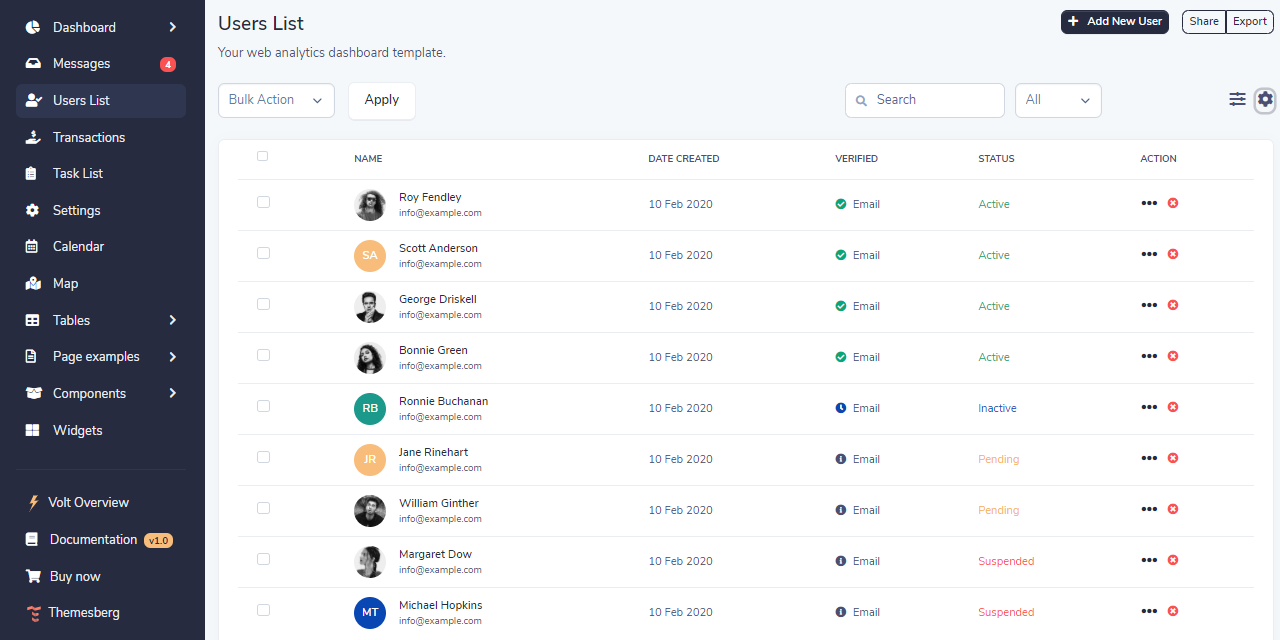 Dashboard
Messages 4
Users List
Transactions
Task List
Settings
Calendar
Map
Tables
Page examples
Components
Widgets
Volt Overview
Documentation v1.0
Buy now
Themesberg
Users List
Your web analytics dashboard template.
Add New User Share Export
Bulk Action Apply Search All
NAME DATE CREATED VERIFIED STATUS ACTION
Roy Fendley
info@example.com
10 Feb 2020 Email Active
SA Scott Anderson
info@example.com
10 Feb 2020 Email Active
George Driskell
info@example.com
10 Feb 2020 Email Active
Bonnie Green
info@example.com
10 Feb 2020 Email Active
RB Ronnie Buchanan
info@example.com
10 Feb 2020 Email Inactive
JR Jane Rinehart
info@example.com
10 Feb 2020 Email Pending
William Ginther
info@example.com
10 Feb 2020 Email Pending
Margaret Dow
info@example.com
10 Feb 2020 Email Suspended
MT Michael Hopkins
info@example.com
10 Feb 2020 Email Suspended